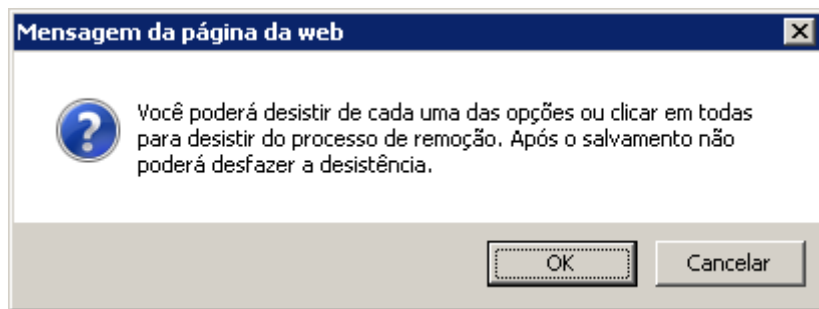 Mensagem da página da web
Você poderá desistir de cada uma das opções ou clicar em todas
para desistir do processo de remoção. Após o salvamento não
poderá desfazer a desistência.
OK
Cancelar